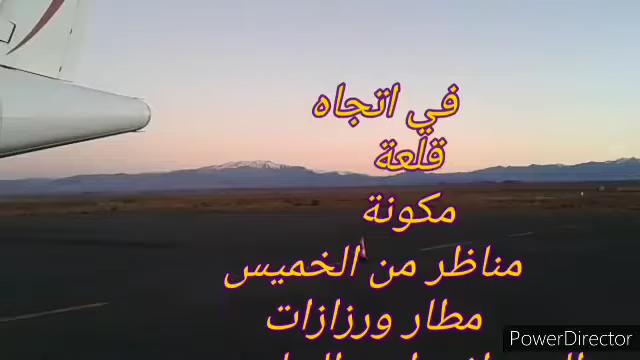 في اتجاه
قلعة
مكونة
مناظر من الخميس
مطار ورزازات
PowerDirector